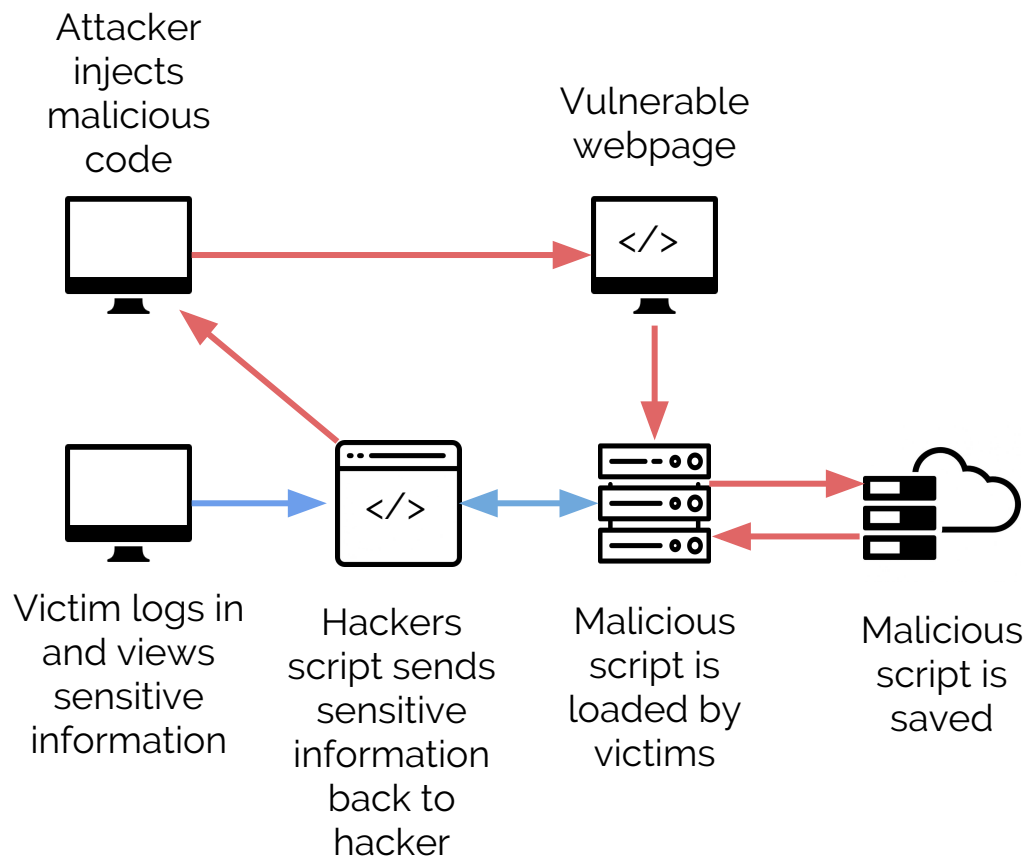 Attacker
injects
malicious
code
Vulnerable
webpage
</>
</>
Victim logs in
and views
sensitive
information
Hackers
script sends
sensitive
information
back to
hacker
Malicious
script is
loaded by
victims
Malicious
script is
saved